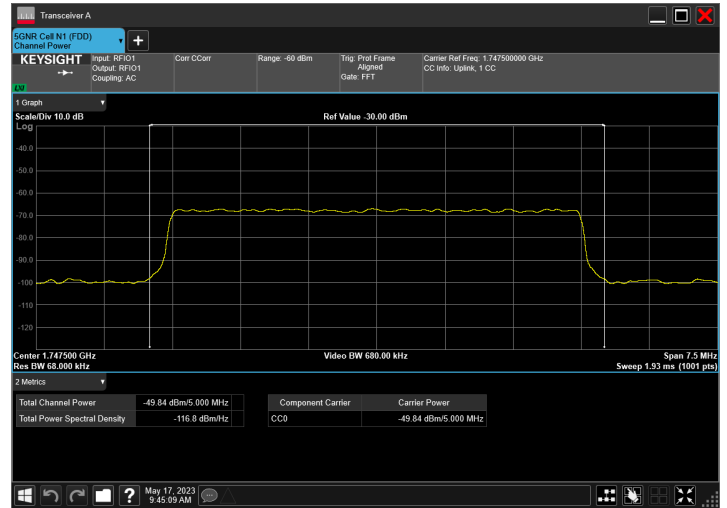 Transceiver A
5GNR Cell N1 (FDD)
Channel Power
KEYSIGHT
LXI
Input: RFIO1
Output: RFIO1
Coupling: AC
Corr CCorr
Range: -60 dBm
Trig: Prot Frame
Aligned
Gate: FFT
Carrier Ref Freq: 1.747500000 GHz
CC Info: Uplink, 1 CC
1 Graph
Scale/Div 10.0 dB
Ref Value -30.00 dBm
Log
-40.0
-50.0
-60.0
-70.0
-80.0
-90.0
-100
-110
-120
Center 1.747500 GHz
Video BW 680.00 kHz
Span 7.5 MHz
Res BW 68.000 kHz
Sweep 1.93 ms (1001 pts)
2 Metrics
Total Channel Power -49.84 dBm/5.000 MHz
Total Power Spectral Density -116.8 dBm/Hz
Component Carrier Carrier Power
CC0 -49.84 dBm/5.000 MHz
?
May 17, 2023
9:45:09 AM